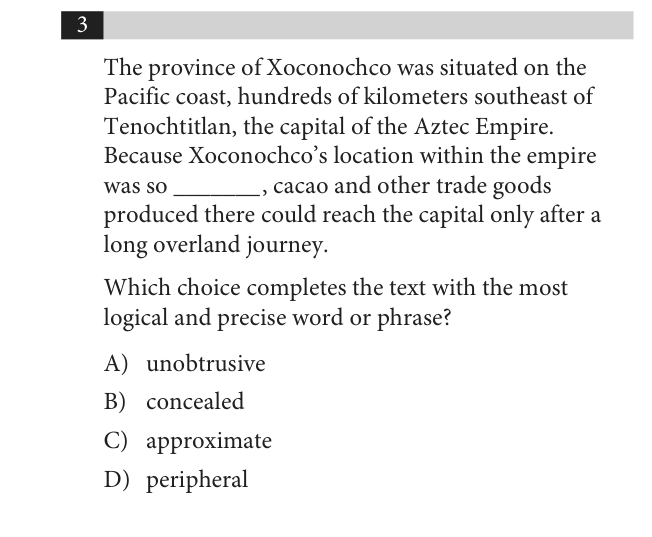 3
The province of Xoconochco was situated on the
Pacific coast, hundreds of kilometers southeast of
Tenochtitlan, the capital of the Aztec Empire.
Because Xoconochco’s location within the empire
was so _______, cacao and other trade goods
produced there could reach the capital only after a
long overland journey.
Which choice completes the text with the most
logical and precise word or phrase?
A) unobtrusive
B) concealed
C) approximate
D) peripheral